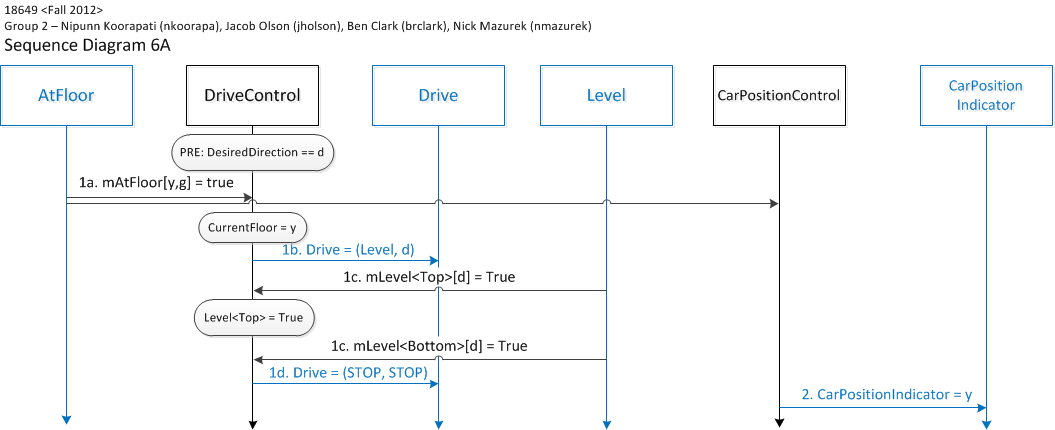 18649 <Fall 2012>
Group 2 – Nipunn Koorapati (nkoorapa), Jacob Olson (jholson), Ben Clark (brclark), Nick Mazurek (nmazurek)
Sequence Diagram 6A
AtFloor
DriveControl
Drive
Level
CarPositionControl
CarPosition
Indicator
PRE: DesiredDirection == d
1a. mAtFloor[y,g] = true
CurrentFloor = y
1b. Drive = (Level, d)
1c. mLevel<Top>[d] = True
Level<Top> = True
1c. mLevel<Bottom>[d] = True
1d. Drive = (STOP, STOP)
2. CarPositionIndicator = y